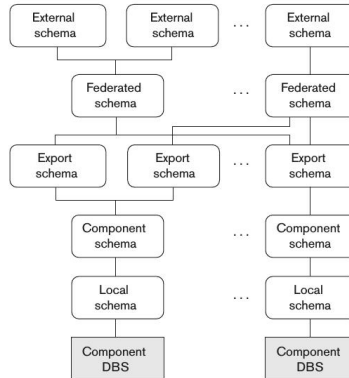 External
schema
External
schema
...
External
schema
Federated
schema
...
Federated
schema
Export
schema
Export
schema
...
Export
schema
Component
schema
...
Component
schema
Local
schema
...
Local
schema
Component
DBS
Component
DBS